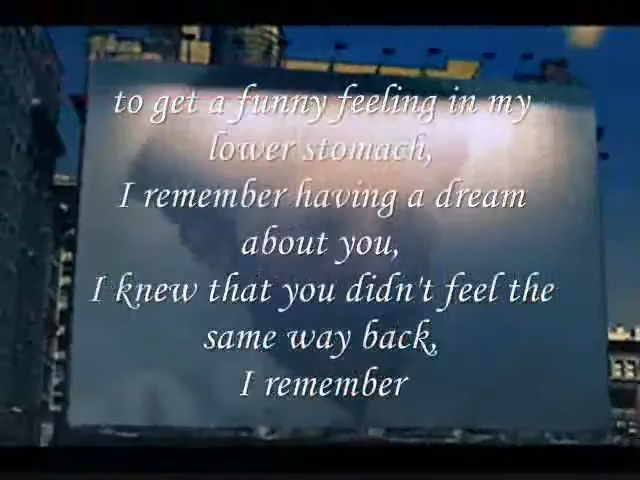 to get a funny feeling in my
lower stomach,
I remember having a dream
about you,
I knew that you didn't feel the
same way back,
I remember